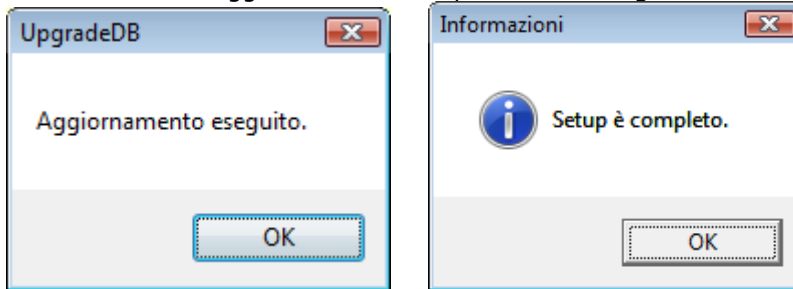 UpgradeDB
Aggiornamento eseguito.
OK
Informazioni
Setup è completo.
OK